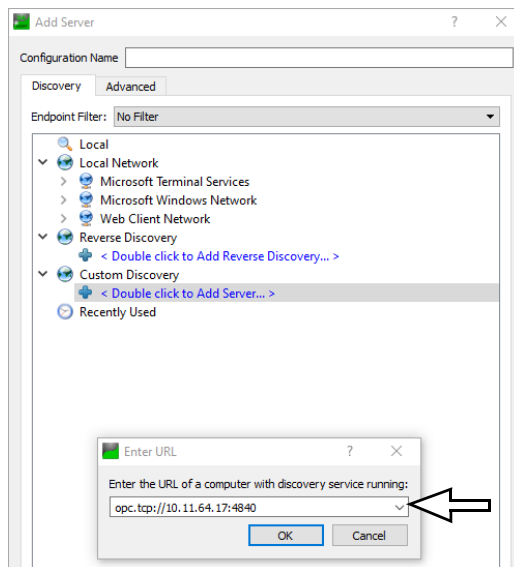 Add Server
Configuration Name
Discovery Advanced
Endpoint Filter: No Filter
Local
Local Network
Microsoft Terminal Services
Microsoft Windows Network
Web Client Network
Reverse Discovery
< Double click to Add Reverse Discovery... >
Custom Discovery
< Double click to Add Server... >
Recently Used
Enter URL
Enter the URL of a computer with discovery service running:
opc.tcp://10.11.64.17:4840
OK Cancel